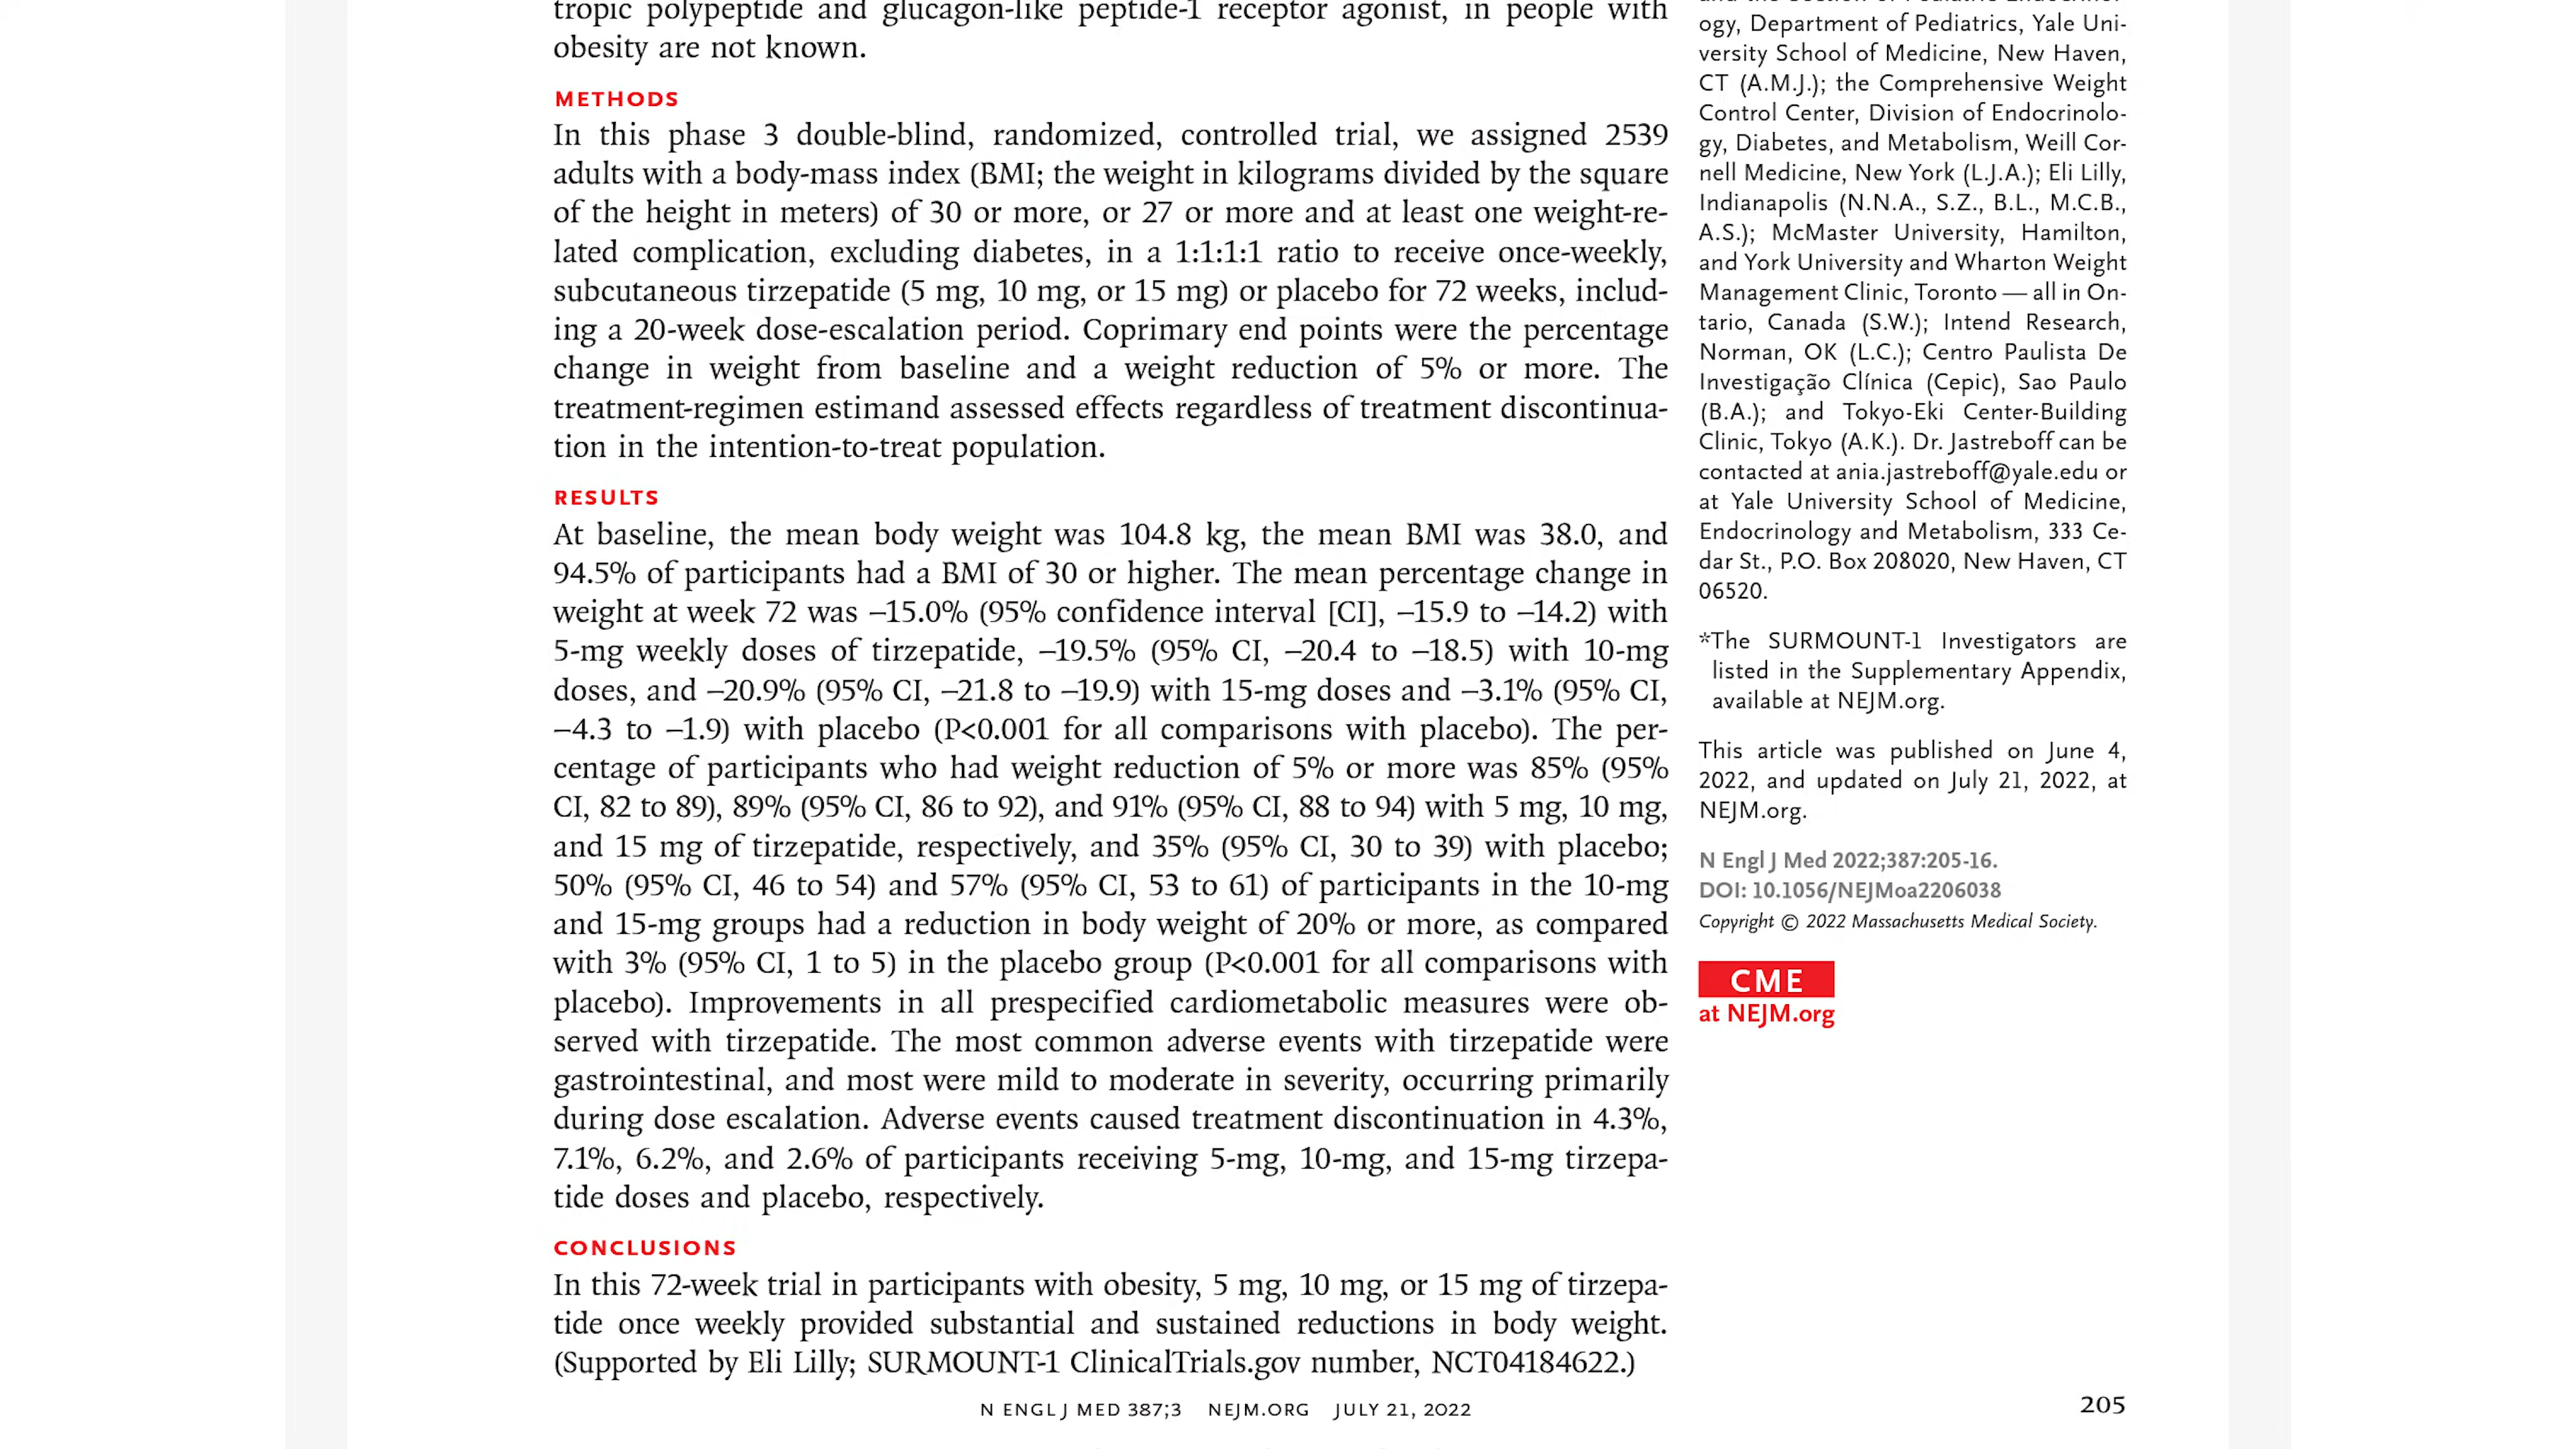 tropic polypeptide and glucagon-like peptide-1 receptor agonist, in people with
obesity are not known.
METHODS
In this phase 3 double-blind, randomized, controlled trial, we assigned 2539
adults with a body-mass index (BMI; the weight in kilograms divided by the square
of the height in meters) of 30 or more, or 27 or more and at least one weight-re-
lated complication, excluding diabetes, in a 1:1:1:1 ratio to receive once-weekly,
subcutaneous tirzepatide (5 mg, 10 mg, or 15 mg) or placebo for 72 weeks, includ-
ing a 20-week dose-escalation period. Coprimary end points were the percentage
change in weight from baseline and a weight reduction of 5% or more. The
treatment-regimen estimand assessed effects regardless of treatment discontinua-
tion in the intention-to-treat population.
RESULTS
At baseline, the mean body weight was 104.8 kg, the mean BMI was 38.0, and
94.5% of participants had a BMI of 30 or higher. The mean percentage change in
weight at week 72 was −15.0% (95% confidence interval [CI], −15.9 to −14.2) with
5-mg weekly doses of tirzepatide, −19.5% (95% CI, −20.4 to −18.5) with 10-mg
doses, and −20.9% (95% CI, −21.8 to −19.9) with 15-mg doses and −3.1% (95% CI,
−4.3 to −1.9) with placebo (P<0.001 for all comparisons with placebo). The per-
centage of participants who had weight reduction of 5% or more was 85% (95%
CI, 82 to 89), 89% (95% CI, 86 to 92), and 91% (95% CI, 88 to 94) with 5 mg, 10 mg,
and 15 mg of tirzepatide, respectively, and 35% (95% CI, 30 to 39) with placebo;
50% (95% CI, 46 to 54) and 57% (95% CI, 53 to 61) of participants in the 10-mg
and 15-mg groups had a reduction in body weight of 20% or more, as compared
with 3% (95% CI, 1 to 5) in the placebo group (P<0.001 for all comparisons with
placebo). Improvements in all prespecified cardiometabolic measures were ob-
served with tirzepatide. The most common adverse events with tirzepatide were
gastrointestinal, and most were mild to moderate in severity, occurring primarily
during dose escalation. Adverse events caused treatment discontinuation in 4.3%,
7.1%, 6.2%, and 2.6% of participants receiving 5-mg, 10-mg, and 15-mg tirzepa-
tide doses and placebo, respectively.
CONCLUSIONS
In this 72-week trial in participants with obesity, 5 mg, 10 mg, or 15 mg of tirzepa-
tide once weekly provided substantial and sustained reductions in body weight.
(Supported by Eli Lilly; SURMOUNT-1 ClinicalTrials.gov number, NCT04184622.)
and the Section of Pediatric Endocrinol-
ogy, Department of Pediatrics, Yale Uni-
versity School of Medicine, New Haven,
CT (A.M.J.); the Comprehensive Weight
Control Center, Division of Endocrinolo-
gy, Diabetes, and Metabolism, Weill Cor-
nell Medicine, New York (L.J.A.); Eli Lilly,
Indianapolis (N.N.A., S.Z., B.L., M.C.B.,
A.S.); McMaster University, Hamilton,
and York University and Wharton Weight
Management Clinic, Toronto — all in On-
tario, Canada (S.W.); Intend Research,
Norman, OK (L.C.); Centro Paulista De
Investigação Clínica (Cepic), Sao Paulo
(B.A.); and Tokyo-Eki Center-Building
Clinic, Tokyo (A.K.). Dr. Jastreboff can be
contacted at ania.jastreboff@yale.edu or
at Yale University School of Medicine,
Endocrinology and Metabolism, 333 Ce-
dar St., P.O. Box 208020, New Haven, CT
06520.
*The SURMOUNT-1 Investigators are
listed in the Supplementary Appendix,
available at NEJM.org.
This article was published on June 4,
2022, and updated on July 21, 2022, at
NEJM.org.
N Engl J Med 2022;387:205-16.
DOI: 10.1056/NEJMoa2206038
Copyright © 2022 Massachusetts Medical Society.
CME
at NEJM.org
N ENGL J MED 387;3 NEJM.ORG JULY 21, 2022
205